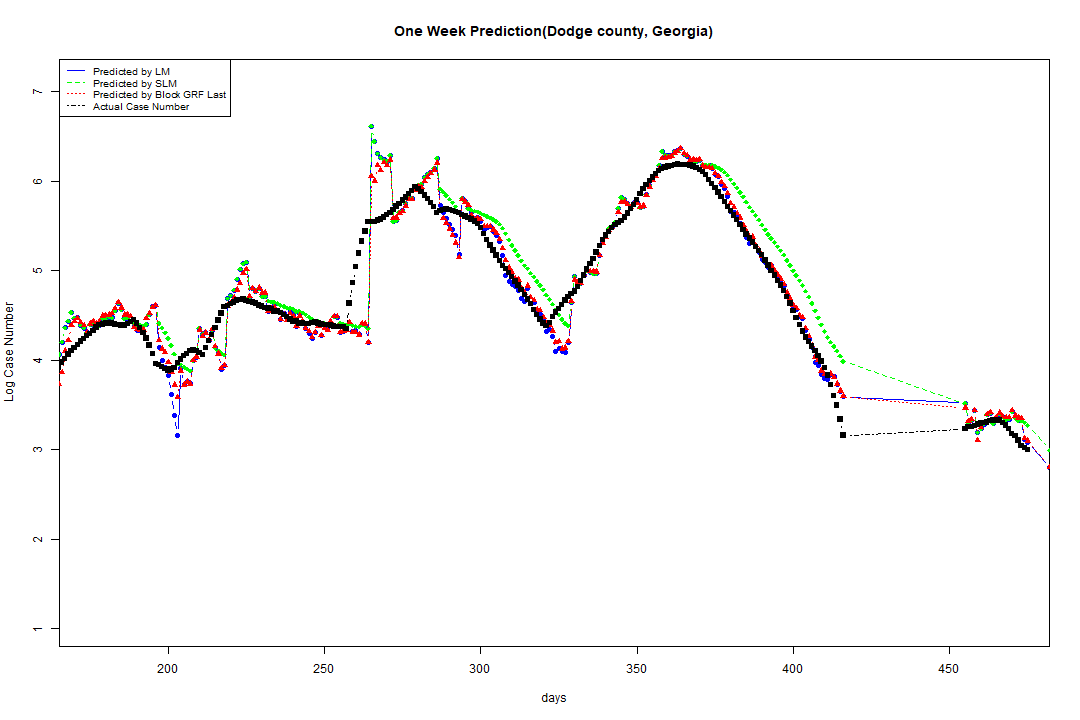 One Week Prediction(Dodge county, Georgia)
Predicted by LM
Predicted by SLM
Predicted by Block GRF Last
Actual Case Number
7
6
5
4
3
2
1
Log Case Number
200 250 300 350 400 450
days